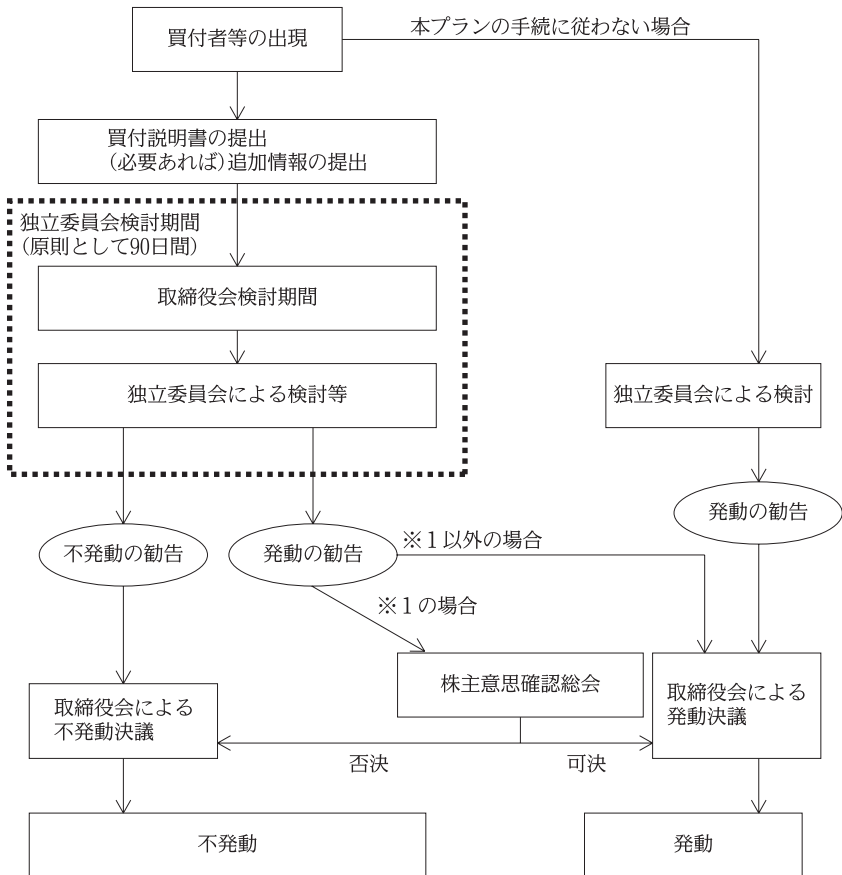 買付者等の出現
本プランの手続に従わない場合
買付説明書の提出
(必要あれば)追加情報の提出
独立委員会検討期間
(原則として90日間)
取締役会検討期間
独立委員会による検討等
独立委員会による検討
発動の勧告
不発動の勧告
発動の勧告
※1以外の場合
※1の場合
株主意思確認総会
取締役会による
不発動決議
取締役会による
発動決議
否決
可決
不発動
発動